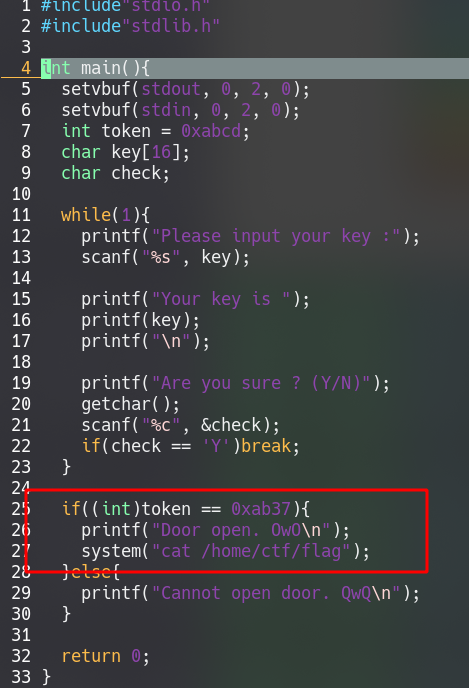 1 #include"stdio.h"
2 #include"stdlib.h"
3
4 int main(){
5   setvbuf(stdout, 0, 2, 0);
6   setvbuf(stdin, 0, 2, 0);
7   int token = 0xabcd;
8   char key[16];
9   char check;
10
11   while(1){
12     printf("Please input your key :");
13     scanf("%s", key);
14
15     printf("Your key is ");
16     printf(key);
17     printf("\n");
18
19     printf("Are you sure ? (Y/N)");
20     getchar();
21     scanf("%c", &check);
22     if(check == 'Y')break;
23   }
24
25   if((int)token == 0xab37){
26     printf("Door open. OwO\n");
27     system("cat /home/ctf/flag");
28   }else{
29     printf("Cannot open door. QwQ\n");
30   }
31
32   return 0;
33 }